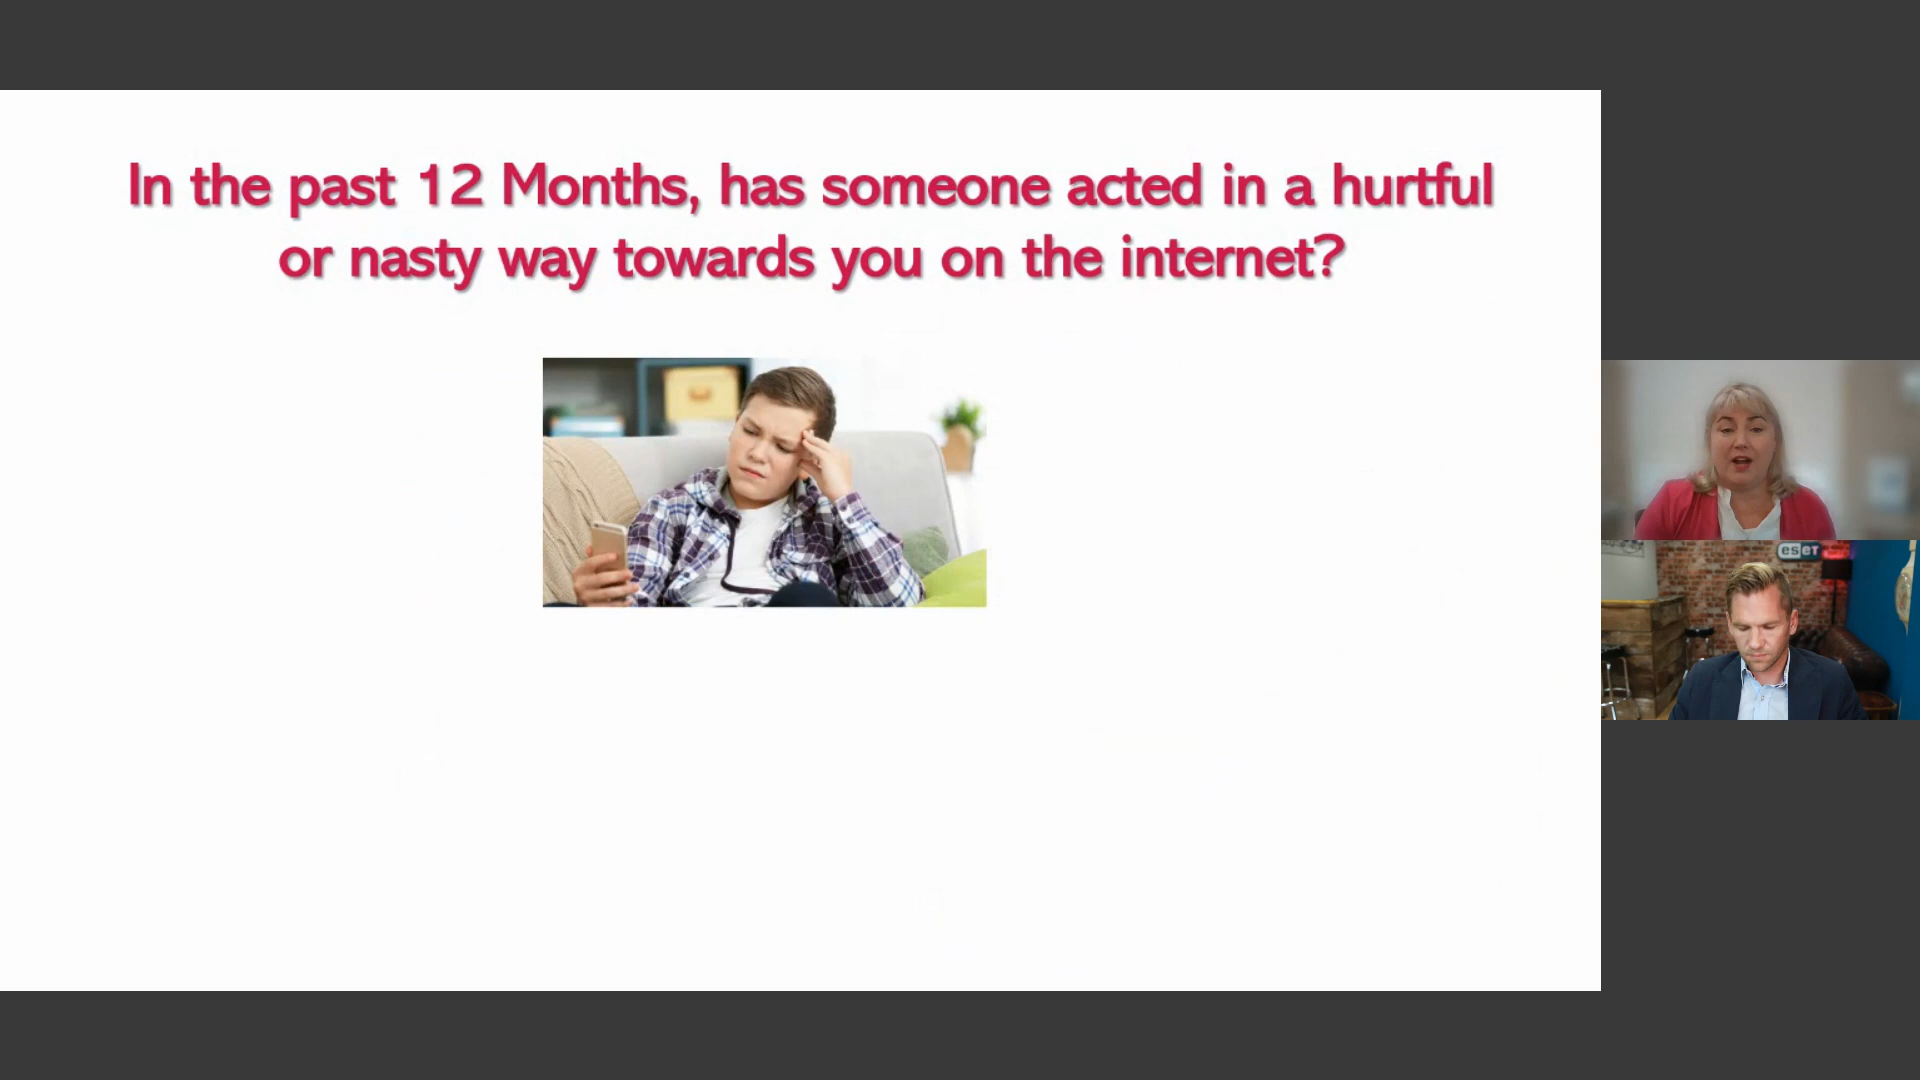 In the past 12 Months, has someone acted in a hurtful
or nasty way towards you on the internet?
eset